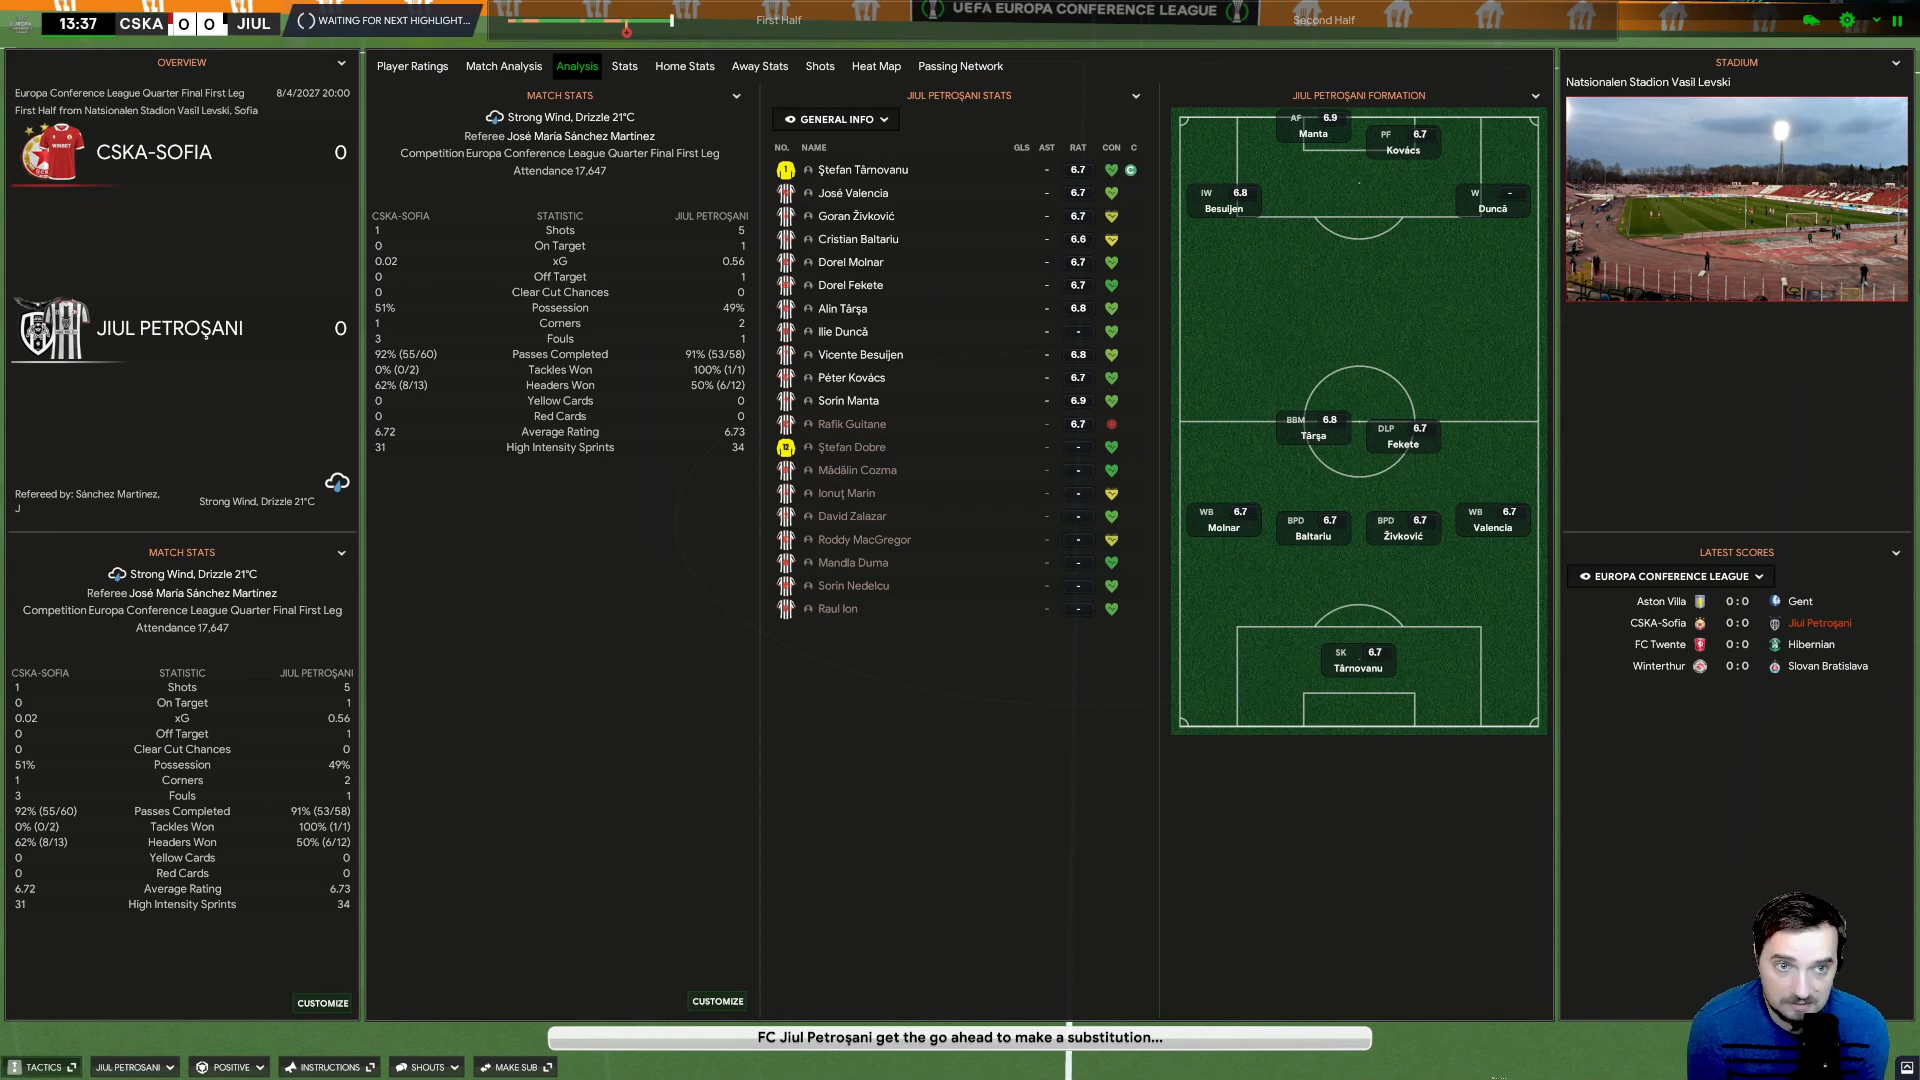 13:37 CSKA 0 0 JIUL WAITING FOR NEXT HIGHLIGHT... First Half UEFA EUROPA CONFERENCE LEAGUE Second Half
OVERVIEW
Europa Conference League Quarter Final First Leg 8/4/2027 20:00
First Half from Natsionalen Stadion Vasil Levski, Sofia
CSKA-SOFIA 0
JIUL PETROȘANI 0
Refereed by: Sánchez Martínez, J
Strong Wind, Drizzle 21°C
MATCH STATS
Strong Wind, Drizzle 21°C
Referee José María Sánchez Martínez
Competition Europa Conference League Quarter Final First Leg
Attendance 17,647
CSKA-SOFIA STATISTIC JIUL PETROȘANI
1 Shots 5
0 On Target 1
0.02 xG 0.56
0 Off Target 1
0 Clear Cut Chances 0
51% Possession 49%
1 Corners 2
3 Fouls 1
92% (55/60) Passes Completed 91% (53/58)
0% (0/2) Tackles Won 100% (1/1)
62% (8/13) Headers Won 50% (6/12)
0 Yellow Cards 0
0 Red Cards 0
6.72 Average Rating 6.73
31 High Intensity Sprints 34
CUSTOMIZE
Player Ratings Match Analysis Analysis Stats Home Stats Away Stats Shots Heat Map Passing Network
MATCH STATS
Strong Wind, Drizzle 21°C
Referee José María Sánchez Martínez
Competition Europa Conference League Quarter Final First Leg
Attendance 17,647
CSKA-SOFIA STATISTIC JIUL PETROȘANI
1 Shots 5
0 On Target 1
0.02 xG 0.56
0 Off Target 1
0 Clear Cut Chances 0
51% Possession 49%
1 Corners 2
3 Fouls 1
92% (55/60) Passes Completed 91% (53/58)
0% (0/2) Tackles Won 100% (1/1)
62% (8/13) Headers Won 50% (6/12)
0 Yellow Cards 0
0 Red Cards 0
6.72 Average Rating 6.73
31 High Intensity Sprints 34
CUSTOMIZE
JIUL PETROȘANI STATS
GENERAL INFO
NO. NAME GLS AST RAT CON C
1 Ștefan Târnovanu - 6.7 C
José Valencia - 6.7
Goran Živković - 6.7
Cristian Baltariu - 6.6
Dorel Molnar - 6.7
Dorel Fekete - 6.7
Alin Târșa - 6.8
Ilie Duncă - -
Vicente Besuijen - 6.8
Péter Kovács - 6.7
Sorin Manta - 6.9
Rafik Guitane - 6.7
12 Ștefan Dobre - -
Mădălin Cozma - -
Ionuț Marin - -
David Zalazar - -
Roddy MacGregor - -
Mandla Duma - -
Sorin Nedelcu - -
Raul Ion - -
JIUL PETROȘANI FORMATION
AF 6.9
Manta
PF 6.7
Kovács
IW 6.8
Besuijen
W -
Duncă
BBM 6.8
Târșa
DLP 6.7
Fekete
WB 6.7
Molnar
BPD 6.7
Baltariu
BPD 6.7
Živković
WB 6.7
Valencia
SK 6.7
Târnovanu
STADIUM
Natsionalen Stadion Vasil Levski
LATEST SCORES
EUROPA CONFERENCE LEAGUE
Aston Villa 0 : 0 Gent
CSKA-Sofia 0 : 0 Jiul Petroșani
FC Twente 0 : 0 Hibernian
Winterthur 0 : 0 Slovan Bratislava
FC Jiul Petroșani get the go ahead to make a substitution...
TACTICS JIUL PETROSANI POSITIVE INSTRUCTIONS SHOUTS MAKE SUB